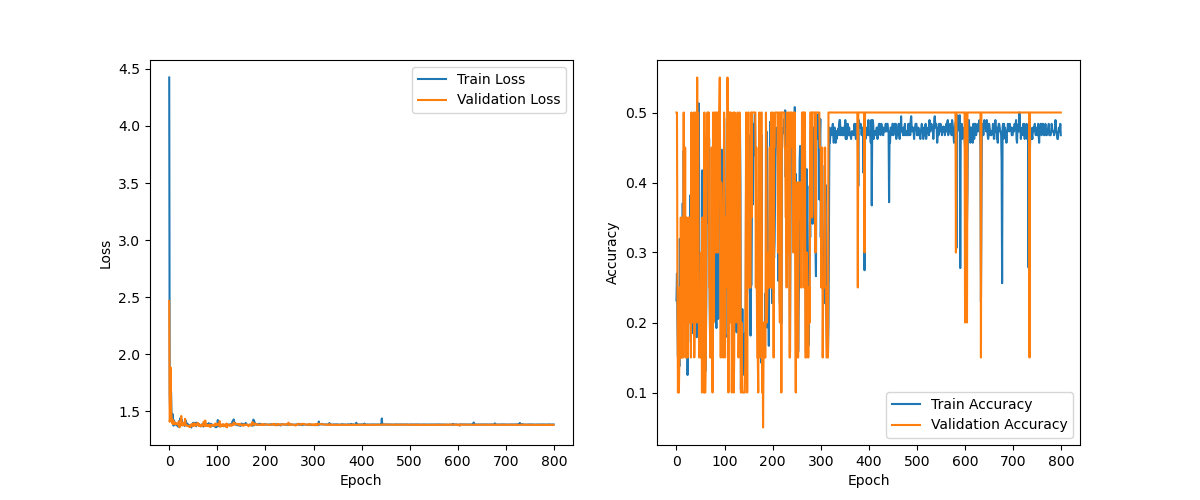 4.5
4.0
3.5
3.0
2.5
2.0
1.5
Loss
0 100 200 300 400 500 600 700 800
Epoch
Train Loss
Validation Loss
0.5
0.4
0.3
0.2
0.1
Accuracy
0 100 200 300 400 500 600 700 800
Epoch
Train Accuracy
Validation Accuracy